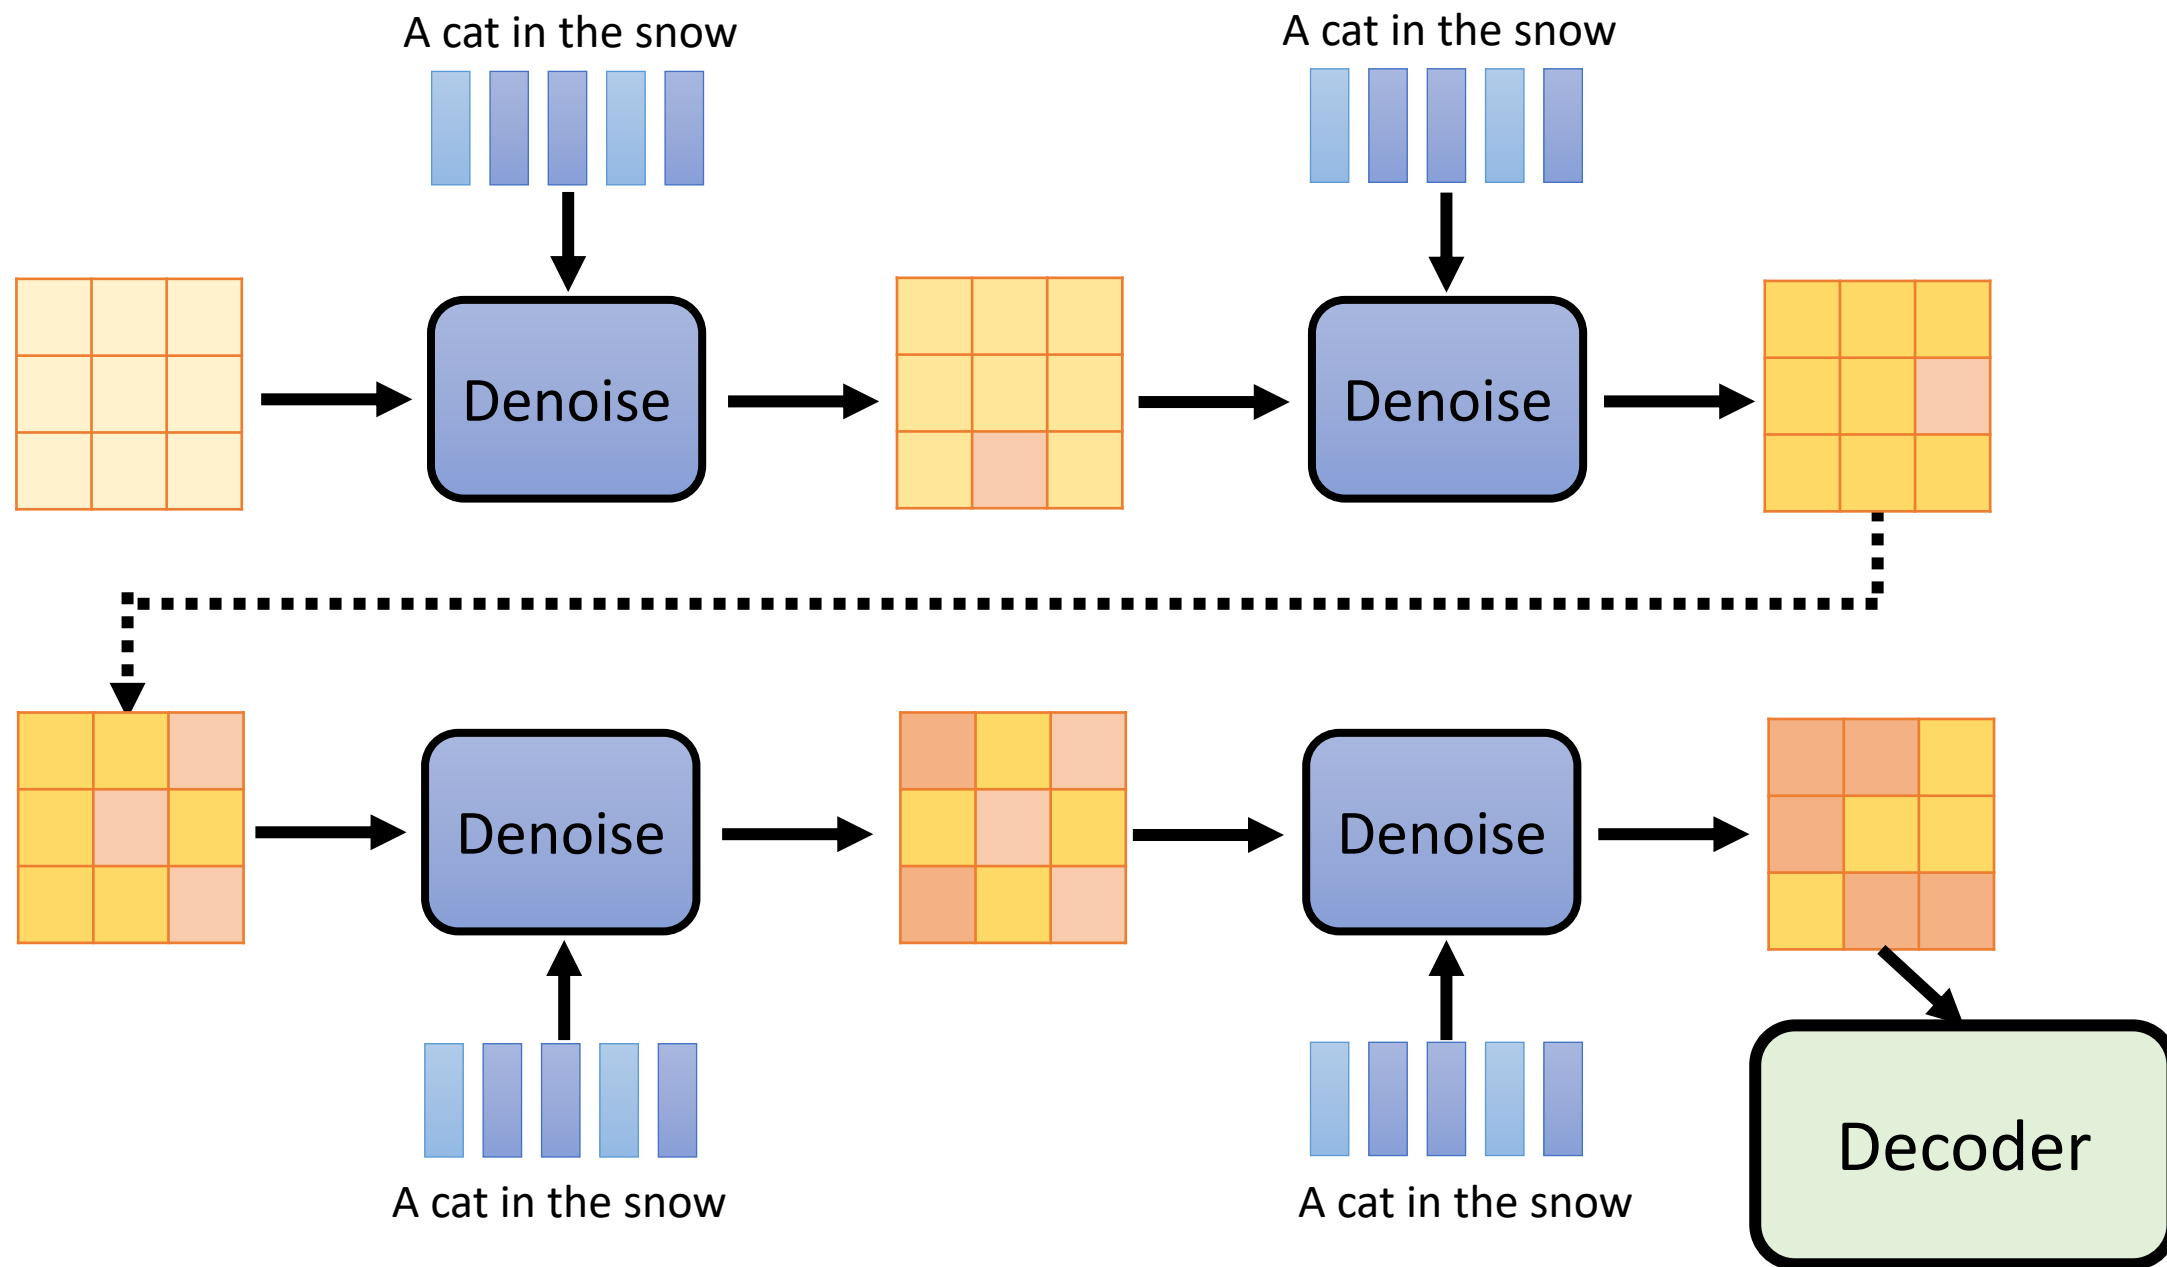 A cat in the snow
A cat in the snow
Denoise
Denoise
Denoise
Denoise
A cat in the snow
A cat in the snow
Decoder